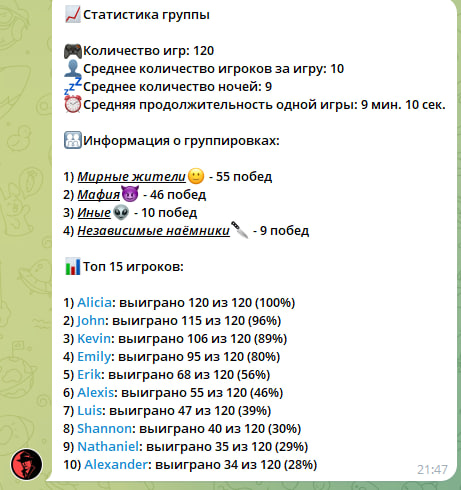 Статистика группы
Количество игр: 120
Среднее количество игроков за игру: 10
Среднее количество ночей: 9
Средняя продолжительность одной игры: 9 мин. 10 сек.
Информация о группировках:
1) Мирные жители🙂 - 55 побед
2) Мафия😈 - 46 побед
3) Иные👽 - 10 побед
4) Независимые наёмники🔪 - 9 побед
Топ 15 игроков:
1) Alicia: выиграно 120 из 120 (100%)
2) John: выиграно 115 из 120 (96%)
3) Kevin: выиграно 106 из 120 (89%)
4) Emily: выиграно 95 из 120 (80%)
5) Erik: выиграно 68 из 120 (56%)
6) Alexis: выиграно 55 из 120 (46%)
7) Luis: выиграно 47 из 120 (39%)
8) Shannon: выиграно 40 из 120 (30%)
9) Nathaniel: выиграно 35 из 120 (29%)
10) Alexander: выиграно 34 из 120 (28%)
21:47